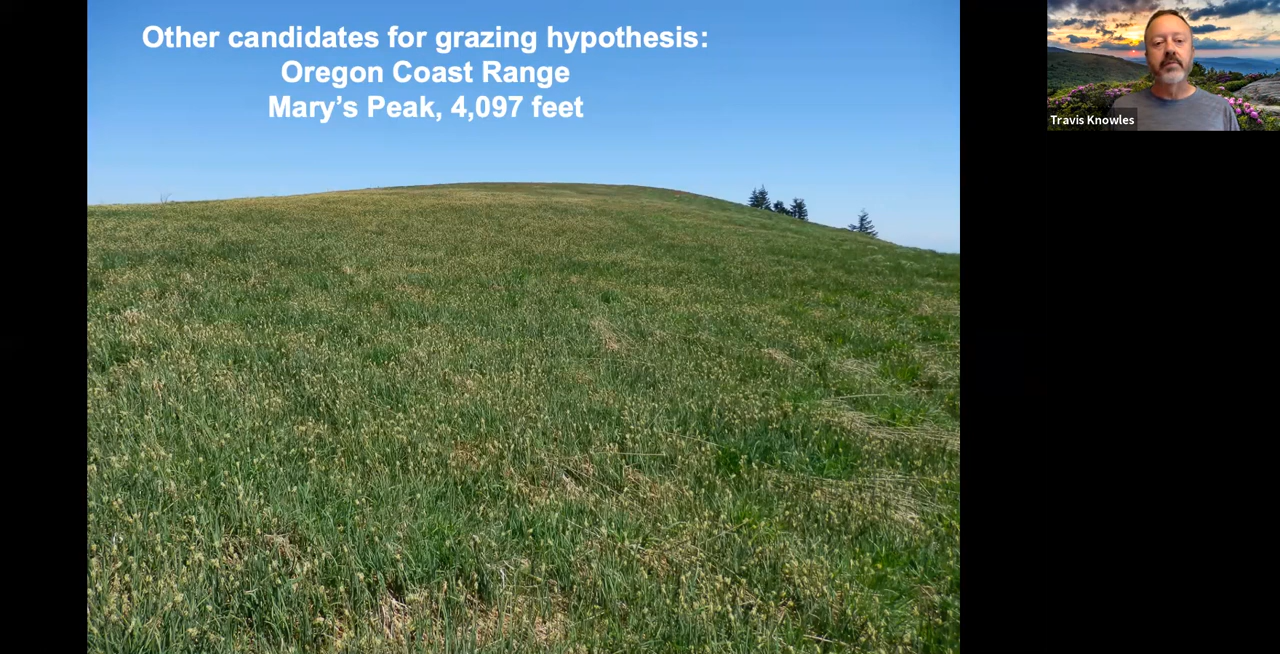 Other candidates for grazing hypothesis:
Oregon Coast Range
Mary’s Peak, 4,097 feet
Travis Knowles